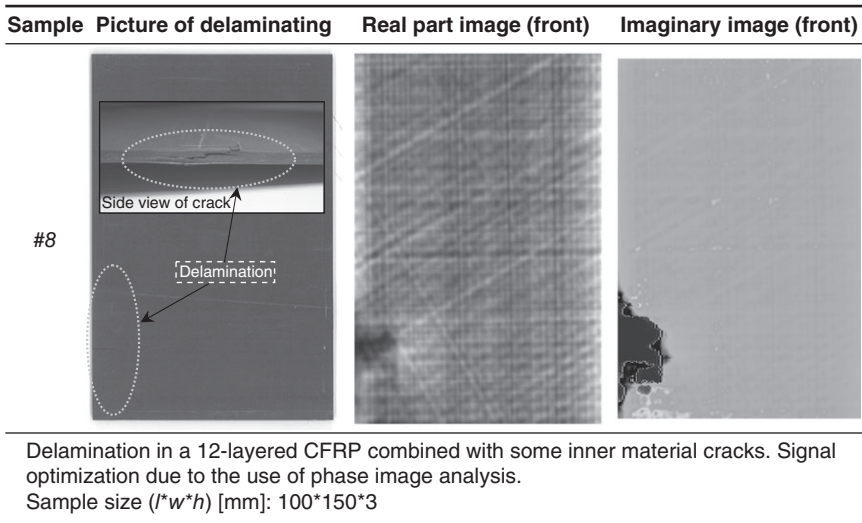 Sample Picture of delaminating Real part image (front) Imaginary image (front)
#8
Side view of crack
Delamination
Delamination in a 12-layered CFRP combined with some inner material cracks. Signal
optimization due to the use of phase image analysis.
Sample size (l*w*h) [mm]: 100*150*3